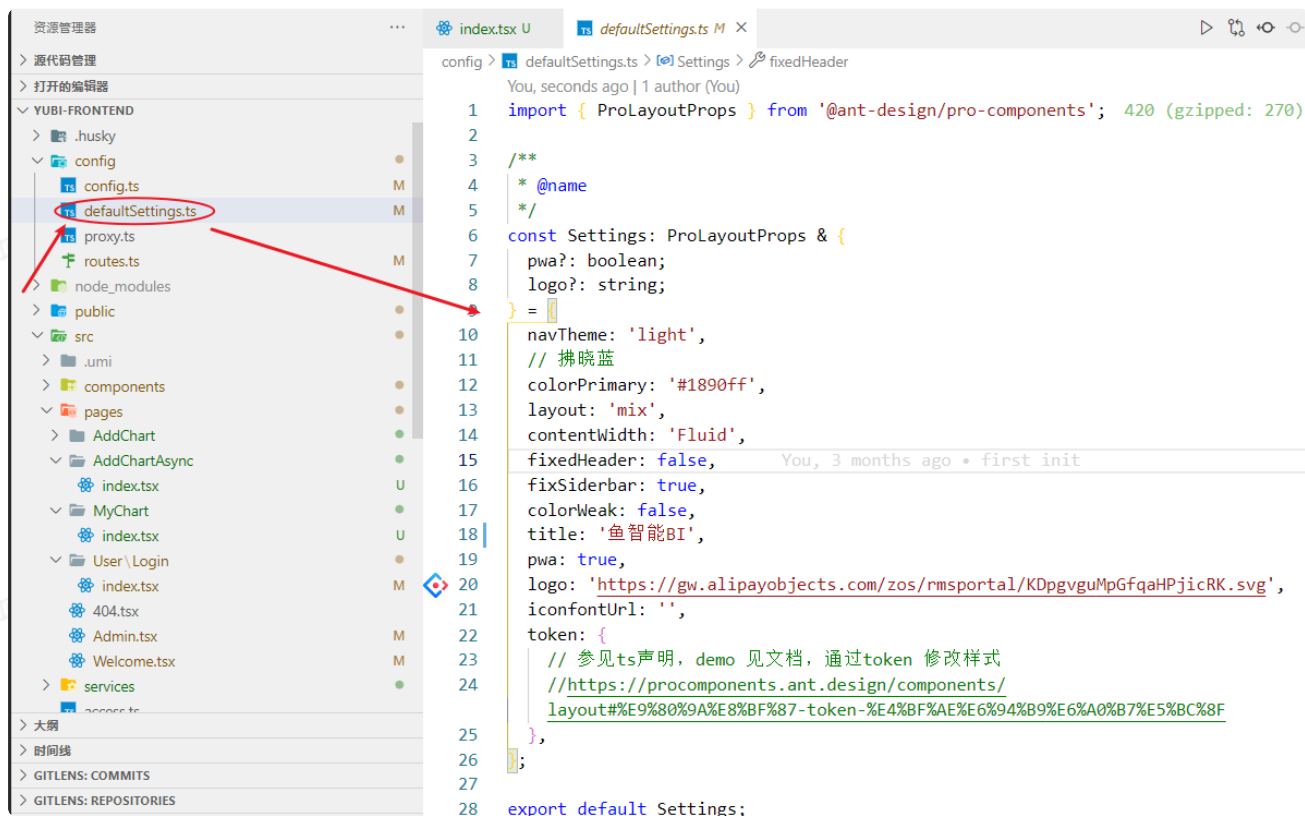 资源管理器
源代码管理
打开的编辑器
YUBI-FRONTEND
.husky
config
config.ts M
defaultSettings.ts M
proxy.ts
routes.ts M
node_modules
public
src
.umi
components
pages
AddChart
AddChartAsync
index.tsx U
MyChart
index.tsx U
User\Login
index.tsx M
404.tsx
Admin.tsx M
Welcome.tsx M
services
access.ts
大纲
时间线
GITLENS: COMMITS
GITLENS: REPOSITORIES
index.tsx U defaultSettings.ts M
config > TS defaultSettings.ts > Settings > fixedHeader
You, seconds ago | 1 author (You)
1 import { ProLayoutProps } from '@ant-design/pro-components'; 420 (gzipped: 270)
2
3 /**
4 * @name
5 */
6 const Settings: ProLayoutProps & {
7 pwa?: boolean;
8 logo?: string;
9 } = {
10 navTheme: 'light',
11 // 拂晓蓝
12 colorPrimary: '#1890ff',
13 layout: 'mix',
14 contentWidth: 'Fluid',
15 fixedHeader: false, You, 3 months ago • first init
16 fixSiderbar: true,
17 colorWeak: false,
18 title: '鱼智能BI',
19 pwa: true,
20 logo: 'https://gw.alipayobjects.com/zos/rmsportal/KDpgvguMpGfqaHPjicRK.svg',
21 iconfontUrl: '',
22 token: {
23 // 参见ts声明，demo 见文档，通过token 修改样式
24 //https://procomponents.ant.design/components/
layout#%E9%80%9A%E8%BF%87-token-%E4%BF%AE%E6%94%B9%E6%A0%B7%E5%BC%8F
25 },
26 };
27
28 export default Settings;